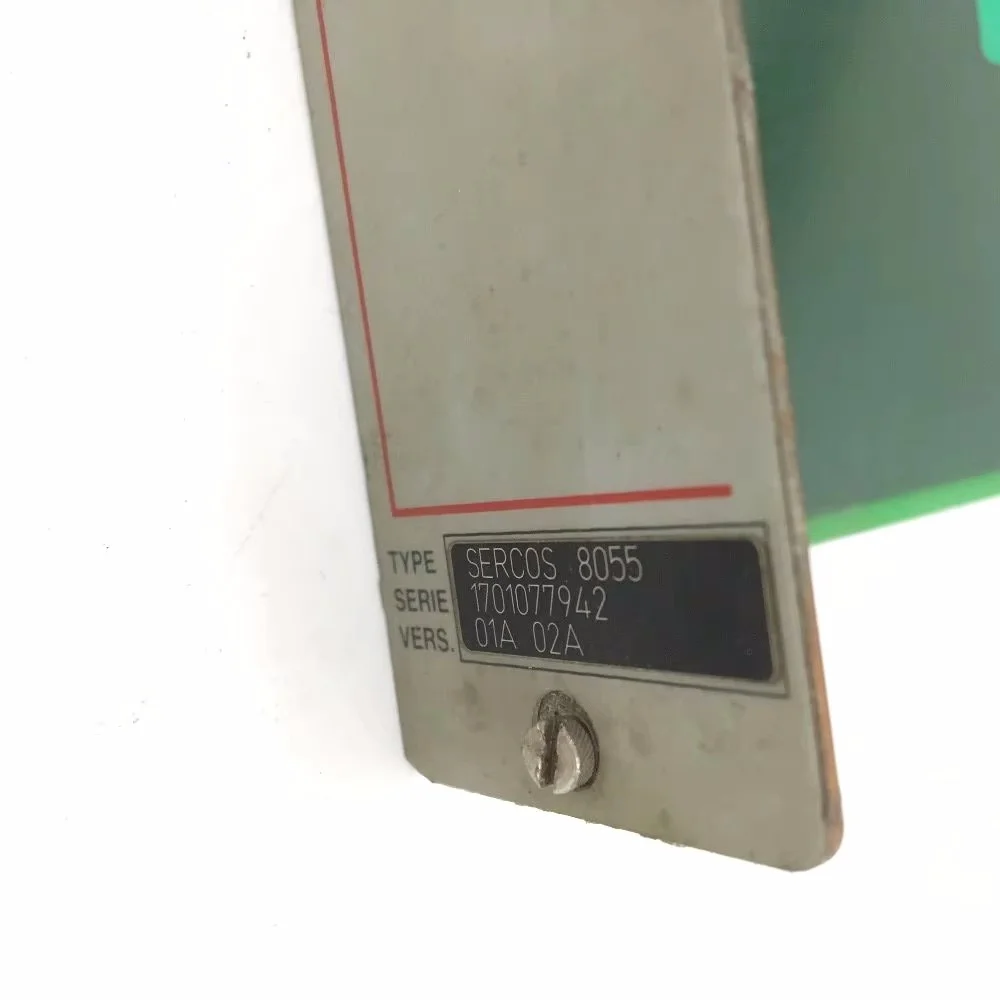 TYPE SERCOS 8055
SERIE 1701077942
VERS. 01A 02A